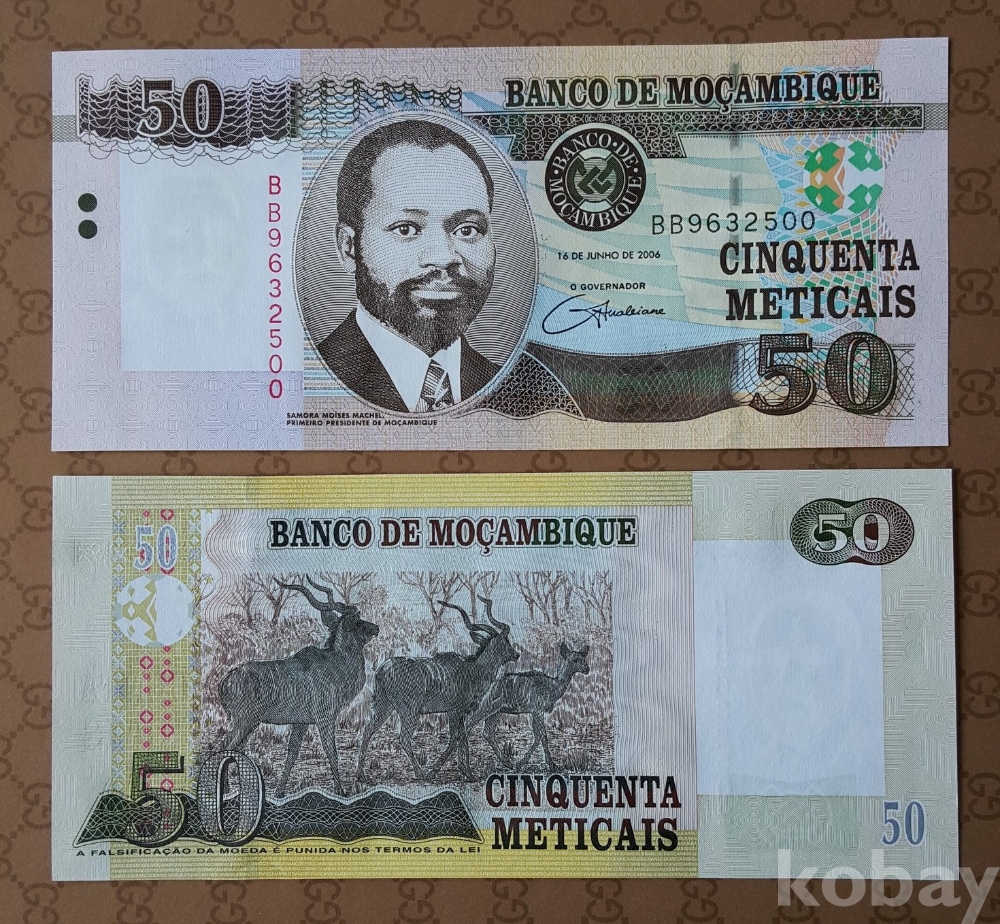 50
BANCO DE MOÇAMBIQUE
BANCO DE MOÇAMBIQUE
BB9632500
BB9632500
16 DE JUNHO DE 2006
O GOVERNADOR
CINQUENTA
METICAIS
50
SAMORA MOISES MACHEL,
PRIMEIRO PRESIDENTE DE MOÇAMBIQUE
50
BANCO DE MOÇAMBIQUE
50
50
CINQUENTA
METICAIS
50
A FALSIFICAÇÃO DA MOEDA É PUNIDA NOS TERMOS DA LEI
kobay